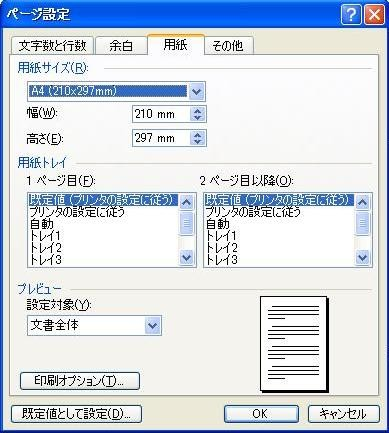 ページ設定
文字数と行数 余白 用紙 その他
用紙サイズ(R):
A4 (210x297mm)
幅(W): 210 mm
高さ(E): 297 mm
用紙トレイ
1 ページ目(F): 2 ページ目以降(O):
既定値 (プリンタの設定に従う) 既定値 (プリンタの設定に従う)
プリンタの設定に従う プリンタの設定に従う
自動 自動
トレイ1 トレイ1
トレイ2 トレイ2
トレイ3 トレイ3
プレビュー
設定対象(Y):
文書全体
印刷オプション(T)...
既定値として設定(D)... OK キャンセル